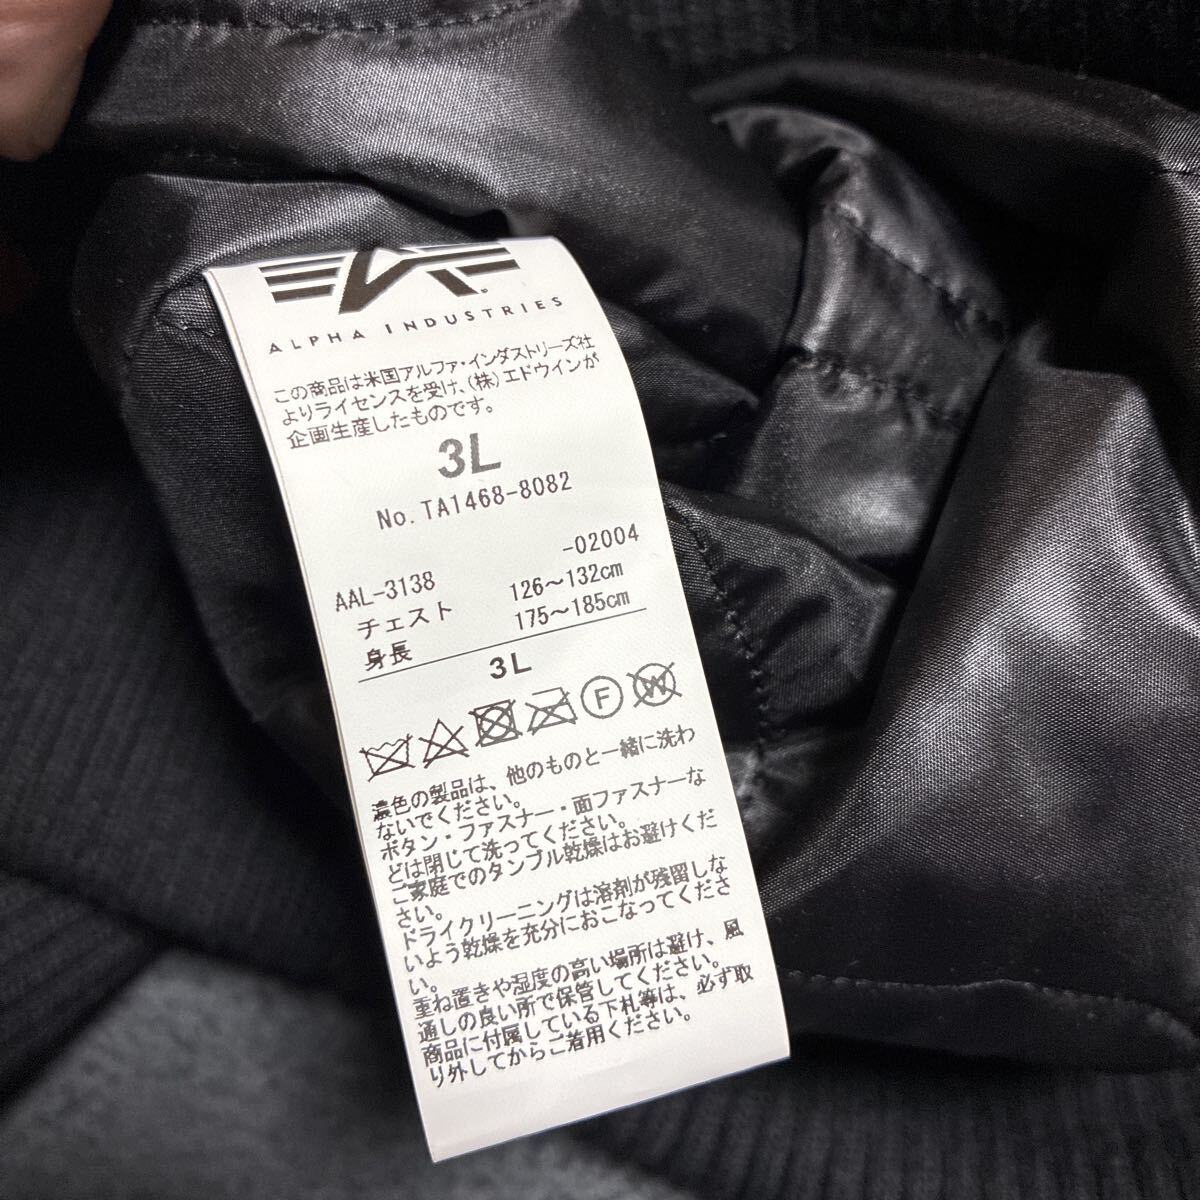 ALPHA INDUSTRIES
この商品は米国アルファ・インダストリーズ社
よりライセンスを受け、(株)エドウインが
企画生産したものです。
3L
No.TA1468-8082
-02004
AAL-3138
チェスト 126～132cm
身長 175～185cm
3L
F W
濃色の製品は、他のものと一緒に洗わ
ないでください。
ボタン・ファスナー・面ファスナーな
どは閉じて洗ってください。
ご家庭でのタンブル乾燥はお避けくだ
さい。
ドライクリーニングは溶剤が残留しな
いよう乾燥を充分におこなってくださ
い。
重ね置きや湿度の高い場所は避け、風
通しの良い所で保管してください。
商品に付属している下札等は、必ず取
り外してからご着用ください。